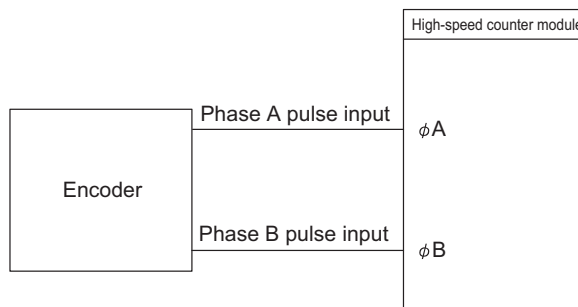 High-speed counter module
Phase A pulse input
φA
Encoder
Phase B pulse input
φB